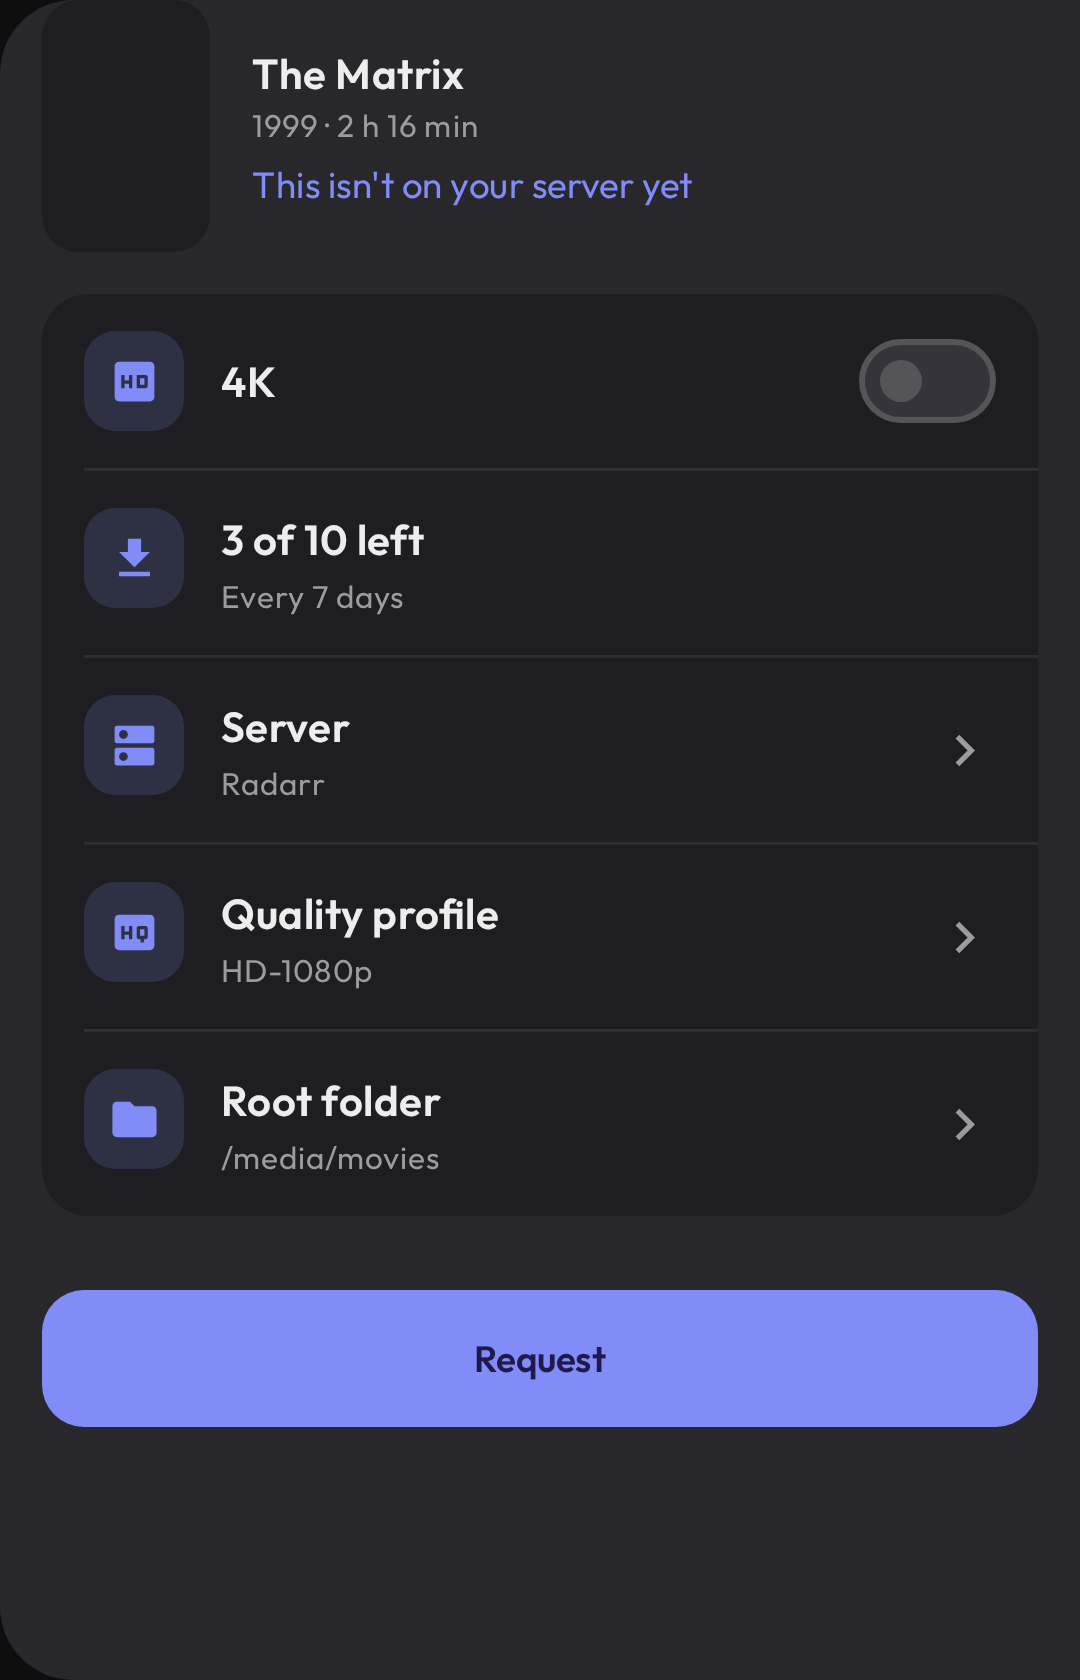 The Matrix
1999 · 2 h 16 min
This isn't on your server yet
HD
4K
3 of 10 left
Every 7 days
Server
Radarr
HQ
Quality profile
HD-1080p
Root folder
/media/movies
Request